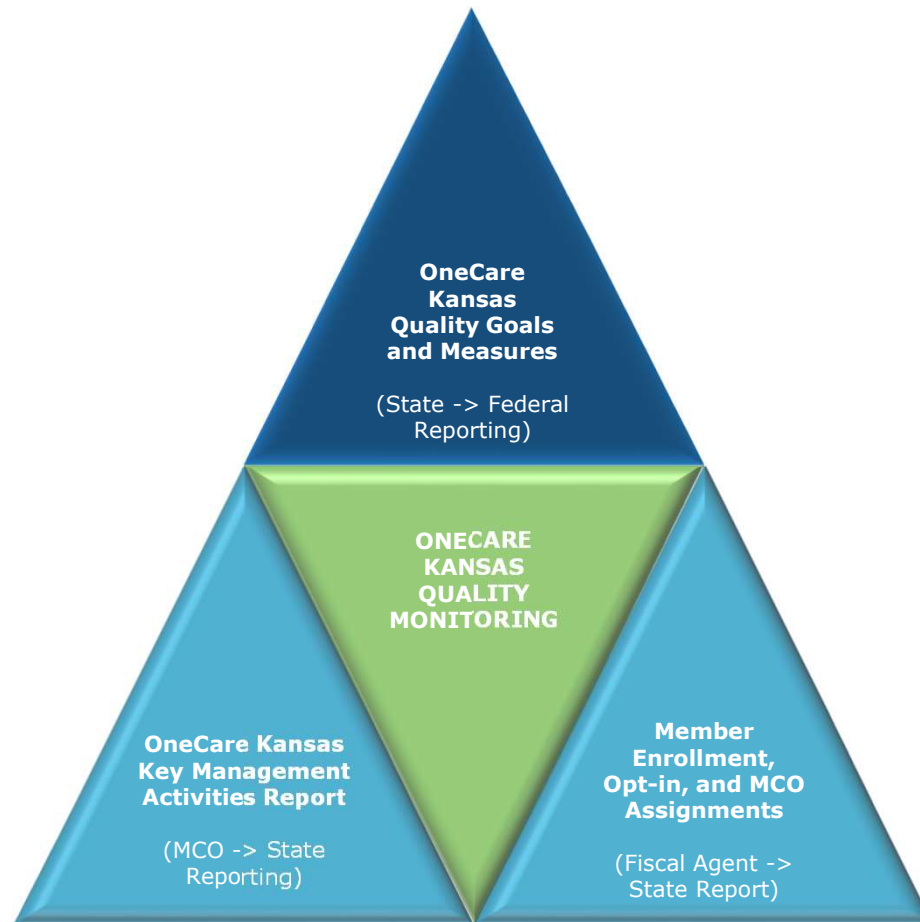 OneCare
Kansas
Quality Goals
and Measures
(State -> Federal
Reporting)
ONECARE
KANSAS
QUALITY
MONITORING
OneCare Kansas
Key Management
Activities Report
(MCO -> State
Reporting)
Member
Enrollment,
Opt-in, and MCO
Assignments
(Fiscal Agent ->
State Report)